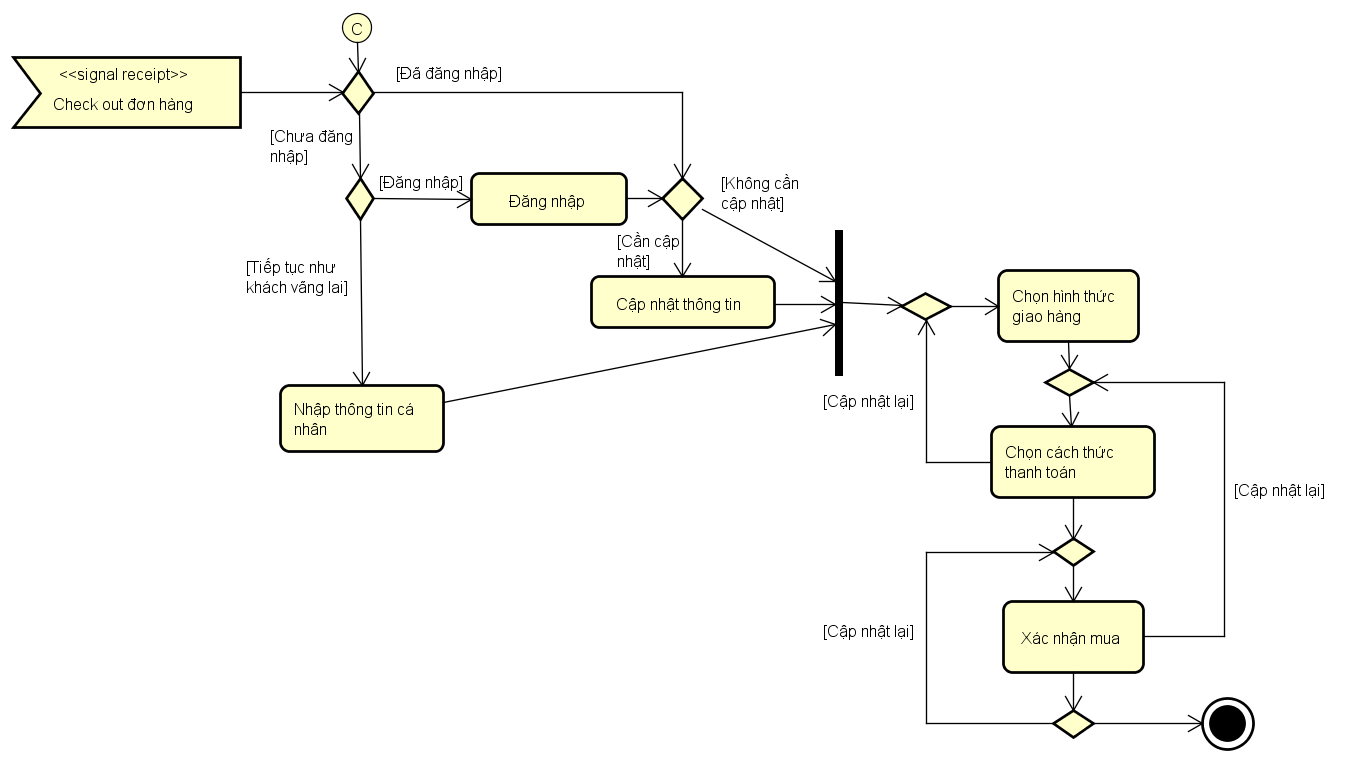 C
<<signal receipt>>
Check out đơn hàng
[Đã đăng nhập]
[Chưa đăng
nhập]
[Đăng nhập]
Đăng nhập
[Không cần
cập nhật]
[Cần cập
nhật]
[Tiếp tục như
khách vãng lai]
Cập nhật thông tin
Chọn hình thức
giao hàng
Nhập thông tin cá
nhân
[Cập nhật lại]
Chọn cách thức
thanh toán
[Cập nhật lại]
[Cập nhật lại]
Xác nhận mua